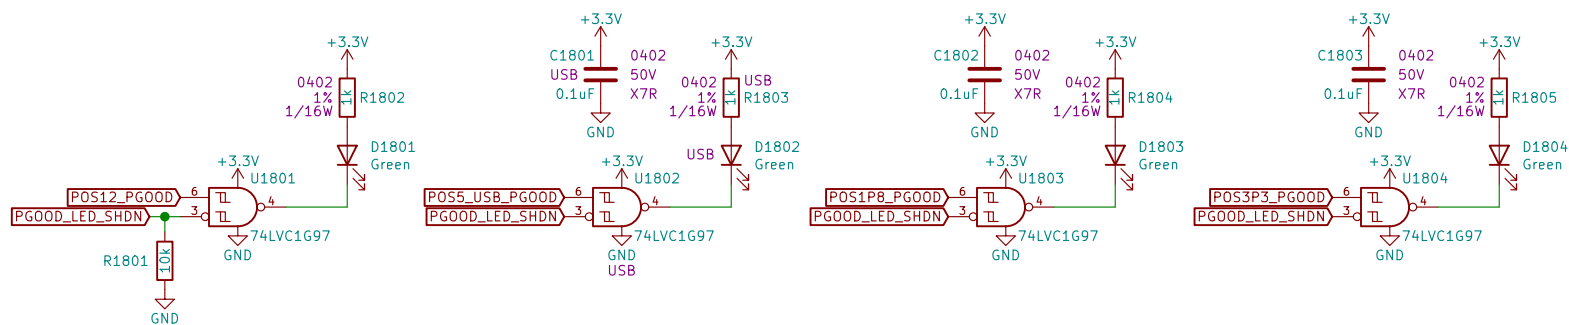 +3.3V
0402
1%
1/16W
1k
R1802
D1801
Green
+3.3V
U1801
POS12_PGOOD
6
PGOOD_LED_SHDN
3
4
74LVC1G97
GND
R1801
10k
GND
+3.3V
C1801
USB
0.1uF
0402
50V
X7R
GND
+3.3V
0402
1%
1/16W
1k
USB
R1803
USB
D1802
Green
+3.3V
U1802
POS5_USB_PGOOD
6
PGOOD_LED_SHDN
3
4
74LVC1G97
GND
USB
+3.3V
C1802
0.1uF
0402
50V
X7R
GND
+3.3V
0402
1%
1/16W
1k
R1804
D1803
Green
+3.3V
U1803
POS1P8_PGOOD
6
PGOOD_LED_SHDN
3
4
74LVC1G97
GND
+3.3V
C1803
0.1uF
0402
50V
X7R
GND
+3.3V
0402
1%
1/16W
1k
R1805
D1804
Green
+3.3V
U1804
POS3P3_PGOOD
6
PGOOD_LED_SHDN
3
4
74LVC1G97
GND